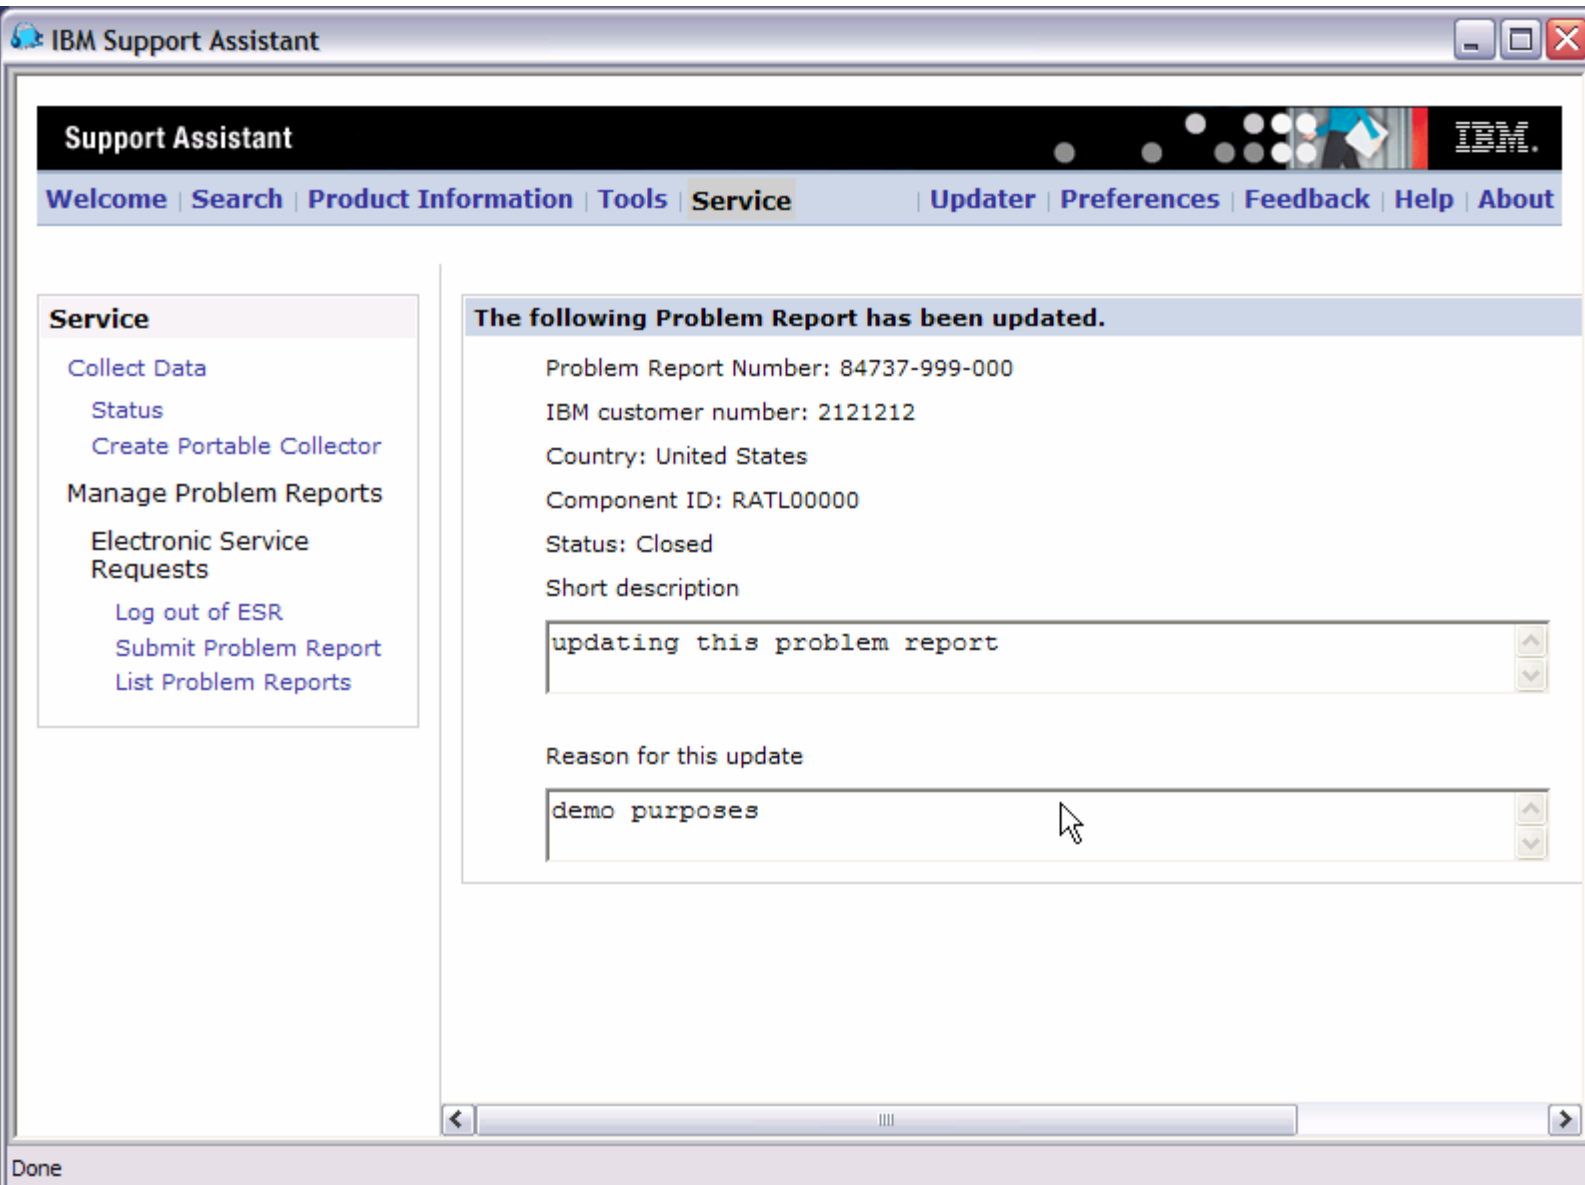 IBM Support Assistant
Support Assistant
IBM.
Welcome | Search | Product Information | Tools | Service | Updater | Preferences | Feedback | Help | About
Service
Collect Data
Status
Create Portable Collector
Manage Problem Reports
Electronic Service
Requests
Log out of ESR
Submit Problem Report
List Problem Reports
The following Problem Report has been updated.
Problem Report Number: 84737-999-000
IBM customer number: 2121212
Country: United States
Component ID: RATL00000
Status: Closed
Short description
updating this problem report
Reason for this update
demo purposes
Done